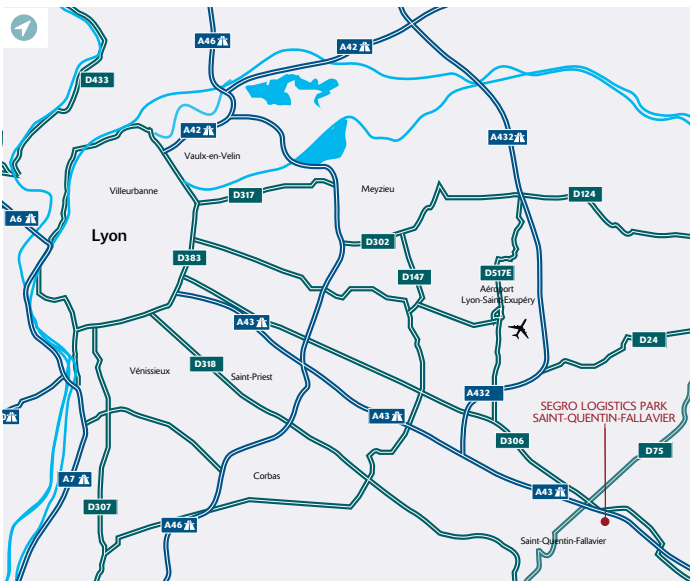 A46
A42
D433
A42
A432
Vaulx-en-Velin
Villeurbanne
Meyzieu
D317
D124
A6
Lyon
D302
D383
D147
D517E
Aéroport
Lyon-Saint-Exupéry
A43
D24
D318
Vénissieux
Saint-Priest
A432
SEGRO LOGISTICS PARK
SAINT-QUENTIN-FALLAVIER
A43
D306
D75
Corbas
A7
A43
D307
A46
Saint-Quentin-Fallavier